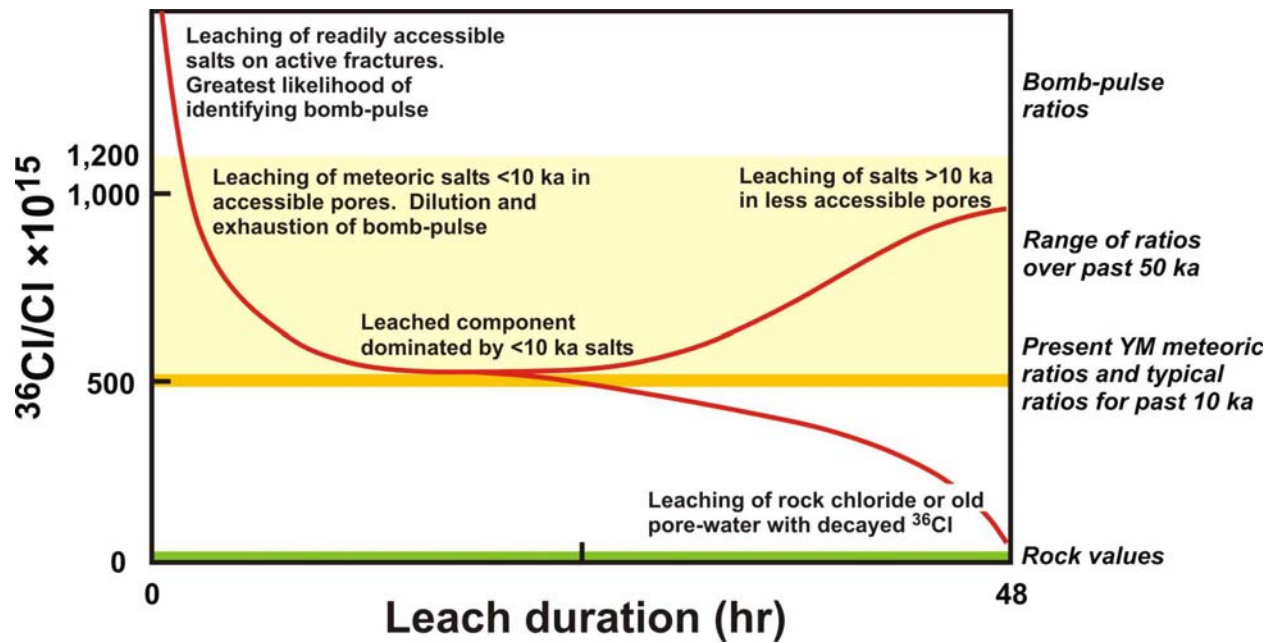 Leaching of readily accessible
salts on active fractures.
Greatest likelihood of
identifying bomb-pulse
Bomb-pulse
ratios
1,200
1,000
500
0
³⁶Cl/Cl ×10¹⁵
Leaching of meteoric salts <10 ka in
accessible pores. Dilution and
exhaustion of bomb-pulse
Leaching of salts >10 ka
in less accessible pores
Range of ratios
over past 50 ka
Leached component
dominated by <10 ka salts
Present YM meteoric
ratios and typical
ratios for past 10 ka
Leaching of rock chloride or old
pore-water with decayed ³⁶Cl
Rock values
0
48
Leach duration (hr)